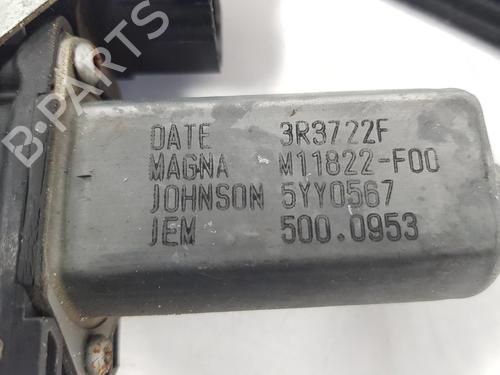 B-PARTS
DATE 3R3722F
MAGNA M11822-F00
JOHNSON 5YY0567
JEM 500.0953